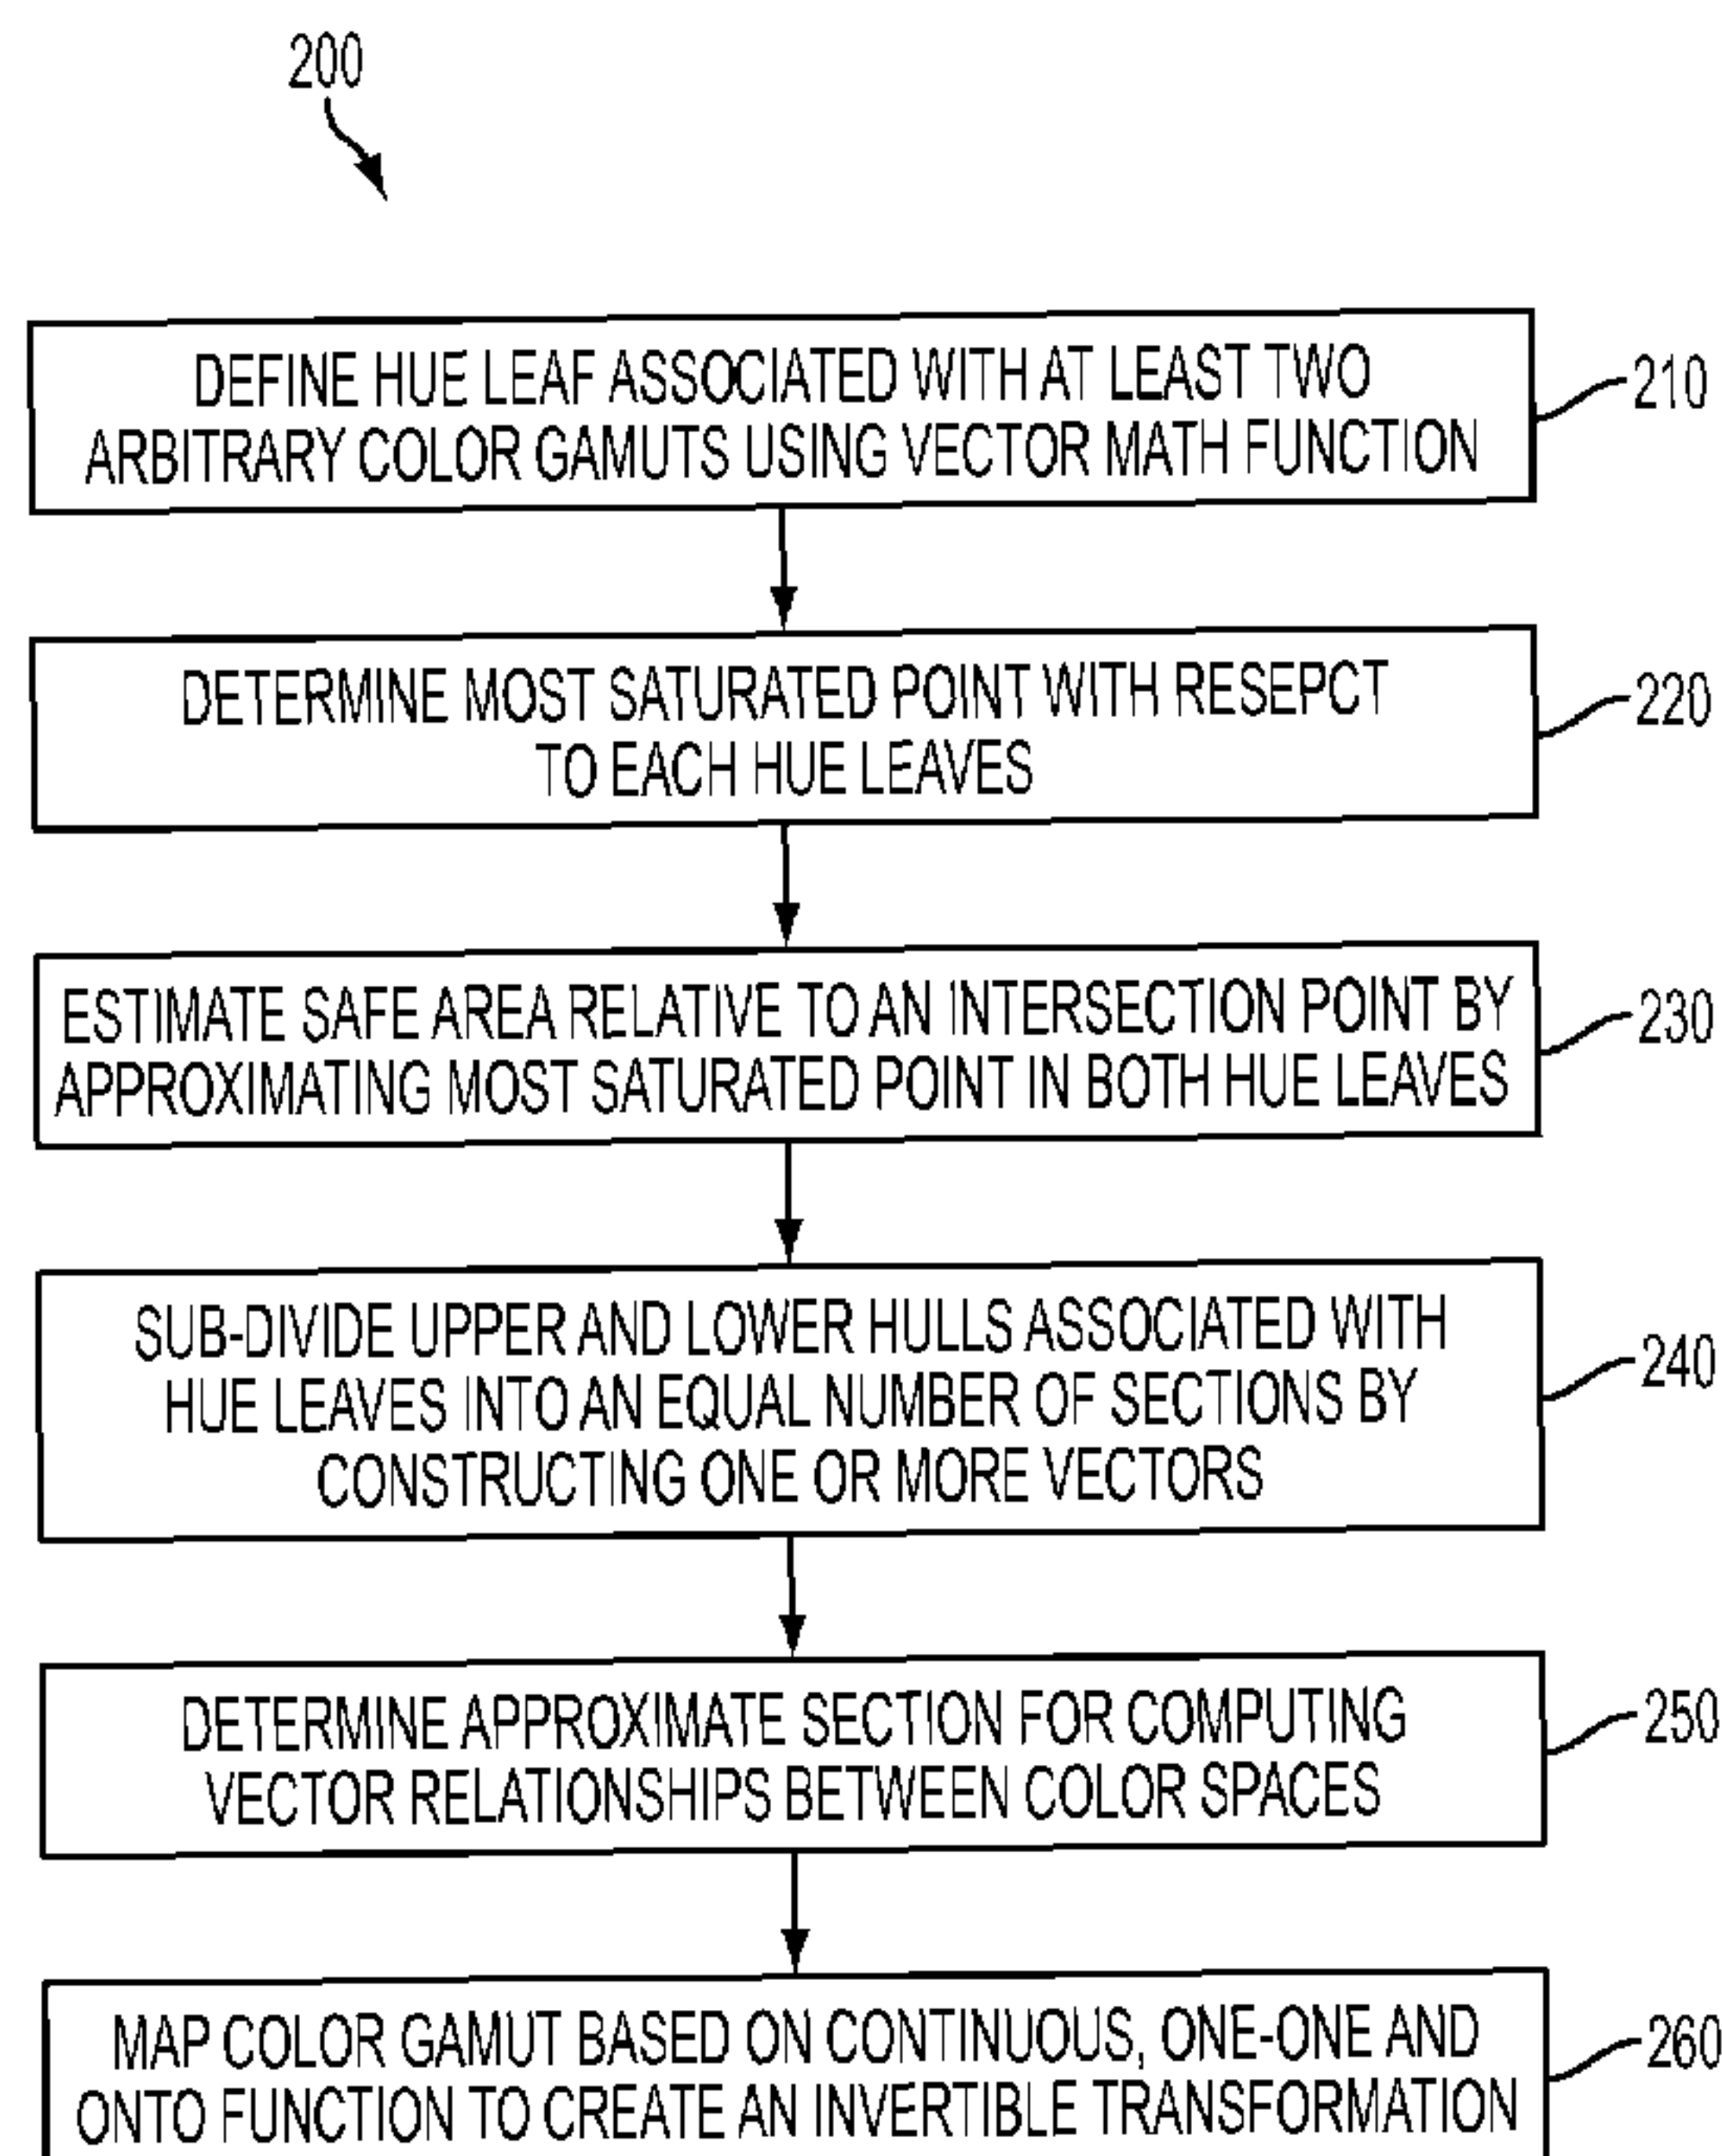 200
DEFINE HUE LEAF ASSOCIATED WITH AT LEAST TWO
ARBITRARY COLOR GAMUTS USING VECTOR MATH FUNCTION
210
DETERMINE MOST SATURATED POINT WITH RESEPCT
TO EACH HUE LEAVES
220
ESTIMATE SAFE AREA RELATIVE TO AN INTERSECTION POINT BY
APPROXIMATING MOST SATURATED POINT IN BOTH HUE LEAVES
230
SUB-DIVIDE UPPER AND LOWER HULLS ASSOCIATED WITH
HUE LEAVES INTO AN EQUAL NUMBER OF SECTIONS BY
CONSTRUCTING ONE OR MORE VECTORS
240
DETERMINE APPROXIMATE SECTION FOR COMPUTING
VECTOR RELATIONSHIPS BETWEEN COLOR SPACES
250
MAP COLOR GAMUT BASED ON CONTINUOUS, ONE-ONE AND
ONTO FUNCTION TO CREATE AN INVERTIBLE TRANSFORMATION
260